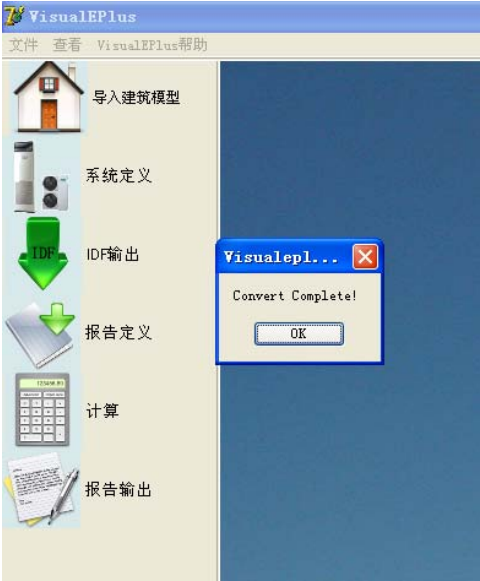 VisualEPlus
文件 查看 VisualEPlus帮助
导入建筑模型
系统定义
IDF
IDF输出
报告定义
计算
报告输出
Visualepl...
Convert Complete!
OK